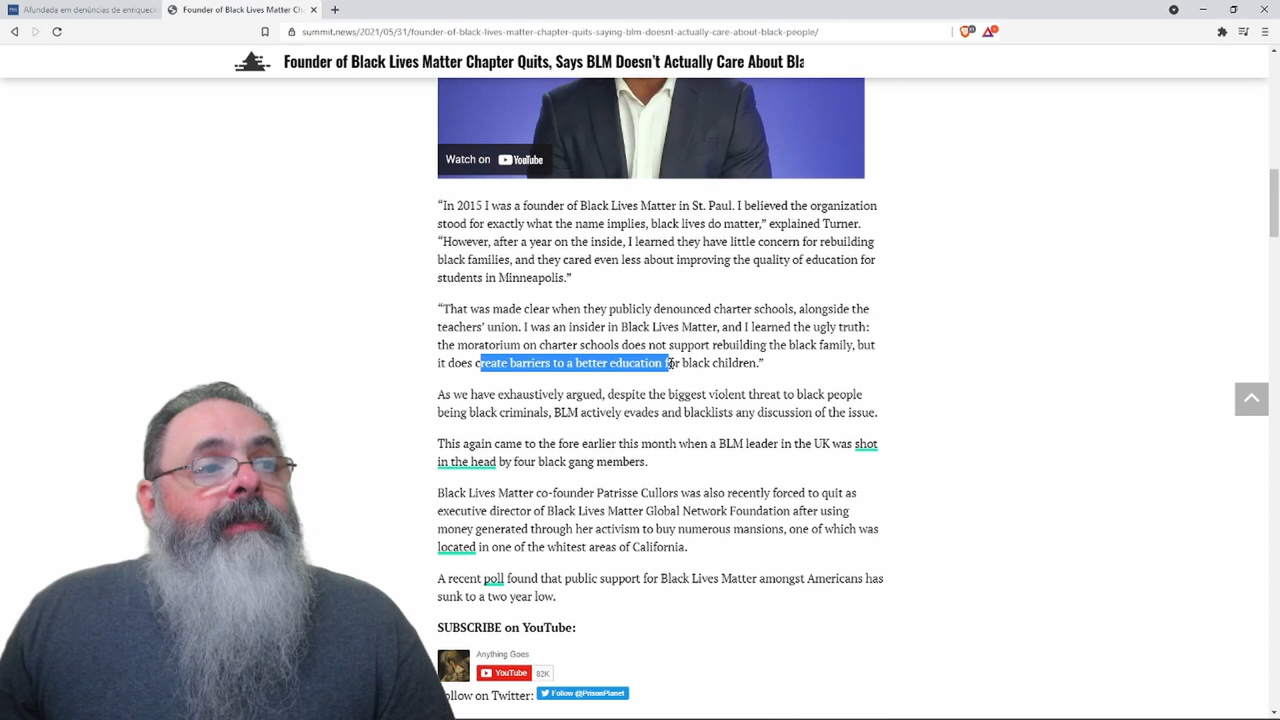 Afundada em denúncias de enriqueci
Founder of Black Lives Matter Cha
summit.news/2021/05/31/founder-of-black-lives-matter-chapter-quits-saying-blm-doesnt-actually-care-about-black-people/
Founder of Black Lives Matter Chapter Quits, Says BLM Doesn't Actually Care About Bla
Watch on YouTube
“In 2015 I was a founder of Black Lives Matter in St. Paul. I believed the organization
stood for exactly what the name implies, black lives do matter,” explained Turner.
“However, after a year on the inside, I learned they have little concern for rebuilding
black families, and they cared even less about improving the quality of education for
students in Minneapolis.”
“That was made clear when they publicly denounced charter schools, alongside the
teachers’ union. I was an insider in Black Lives Matter, and I learned the ugly truth:
the moratorium on charter schools does not support rebuilding the black family, but
it does create barriers to a better education for black children.”
As we have exhaustively argued, despite the biggest violent threat to black people
being black criminals, BLM actively evades and blacklists any discussion of the issue.
This again came to the fore earlier this month when a BLM leader in the UK was shot
in the head by four black gang members.
Black Lives Matter co-founder Patrisse Cullors was also recently forced to quit as
executive director of Black Lives Matter Global Network Foundation after using
money generated through her activism to buy numerous mansions, one of which was
located in one of the whitest areas of California.
A recent poll found that public support for Black Lives Matter amongst Americans has
sunk to a two year low.
SUBSCRIBE on YouTube:
Anything Goes
YouTube 82K
ollow on Twitter: Follow @PrisonPlanet